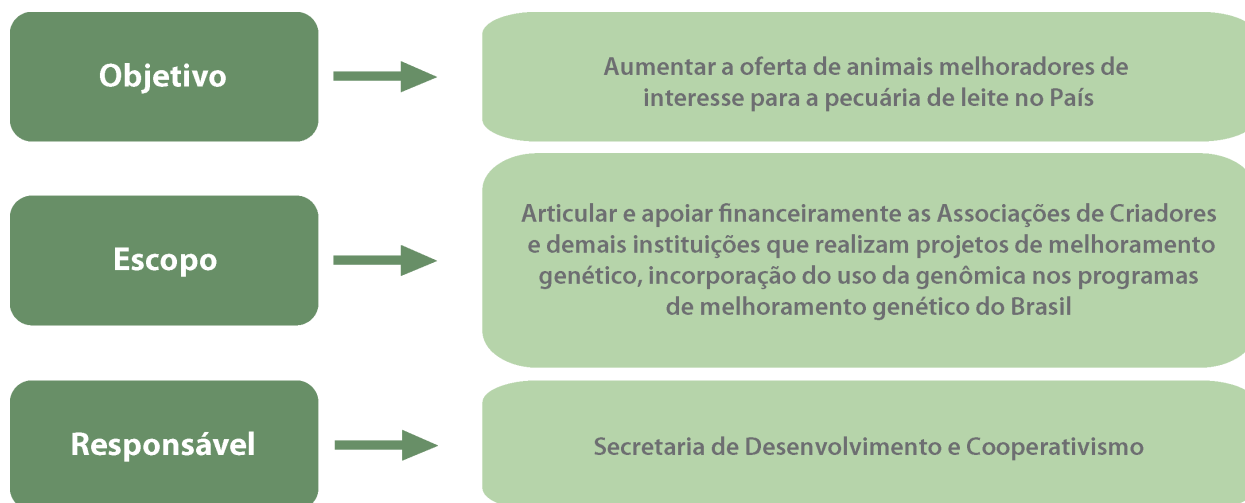 Objetivo
Aumentar a oferta de animais melhoradores de
interesse para a pecuária de leite no País
Escopo
Articular e apoiar financeiramente as Associações de Criadores
e demais instituições que realizam projetos de melhoramento
genético, incorporação do uso da genômica nos programas
de melhoramento genético do Brasil
Responsável
Secretaria de Desenvolvimento e Cooperativismo